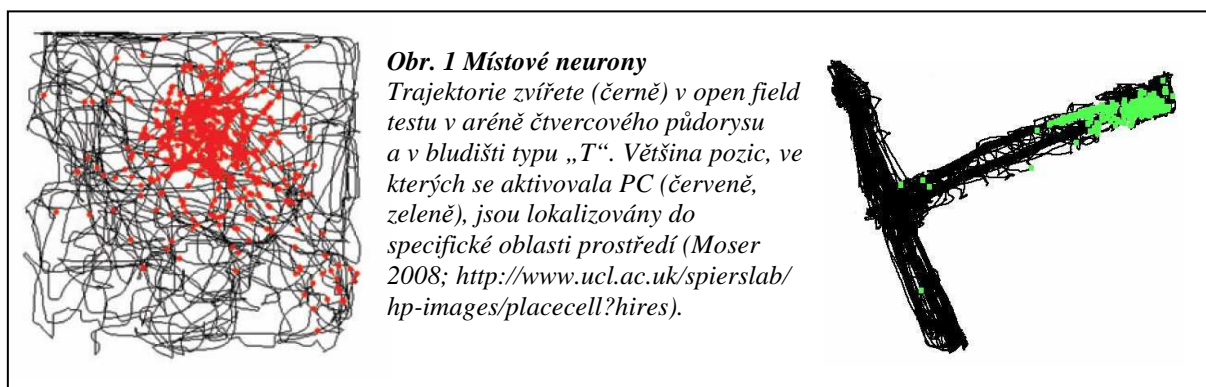 Obr. 1 Místové neurony
Trajektorie zvířete (černě) v open field
testu v aréně čtvercového půdorysu
a v bludišti typu „T“. Většina pozic, ve
kterých se aktivovala PC (červeně,
zeleně), jsou lokalizovány do
specifické oblasti prostředí (Moser
2008; http://www.ucl.ac.uk/spierslab/
hp-images/placecell?hires).